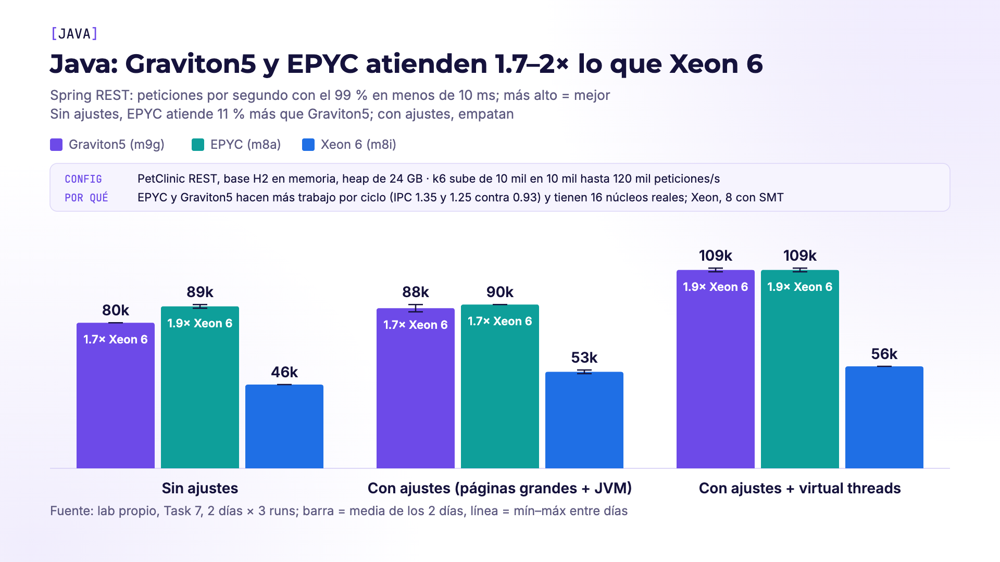 [JAVA]
Java: Graviton5 y EPYC atienden 1.7–2× lo que Xeon 6
Spring REST: peticiones por segundo con el 99 % en menos de 10 ms; más alto = mejor
Sin ajustes, EPYC atiende 11 % más que Graviton5; con ajustes, empatan
Graviton5 (m9g) EPYC (m8a) Xeon 6 (m8i)
CONFIG PetClinic REST, base H2 en memoria, heap de 24 GB · k6 sube de 10 mil en 10 mil hasta 120 mil peticiones/s
POR QUÉ EPYC y Graviton5 hacen más trabajo por ciclo (IPC 1.35 y 1.25 contra 0.93) y tienen 16 núcleos reales; Xeon, 8 con SMT
80k
1.7× Xeon 6
89k
1.9× Xeon 6
46k
88k
1.7× Xeon 6
90k
1.7× Xeon 6
53k
109k
1.9× Xeon 6
109k
1.9× Xeon 6
56k
Sin ajustes
Con ajustes (páginas grandes + JVM)
Con ajustes + virtual threads
Fuente: lab propio, Task 7, 2 días × 3 runs; barra = media de los 2 días, línea = mín–máx entre días